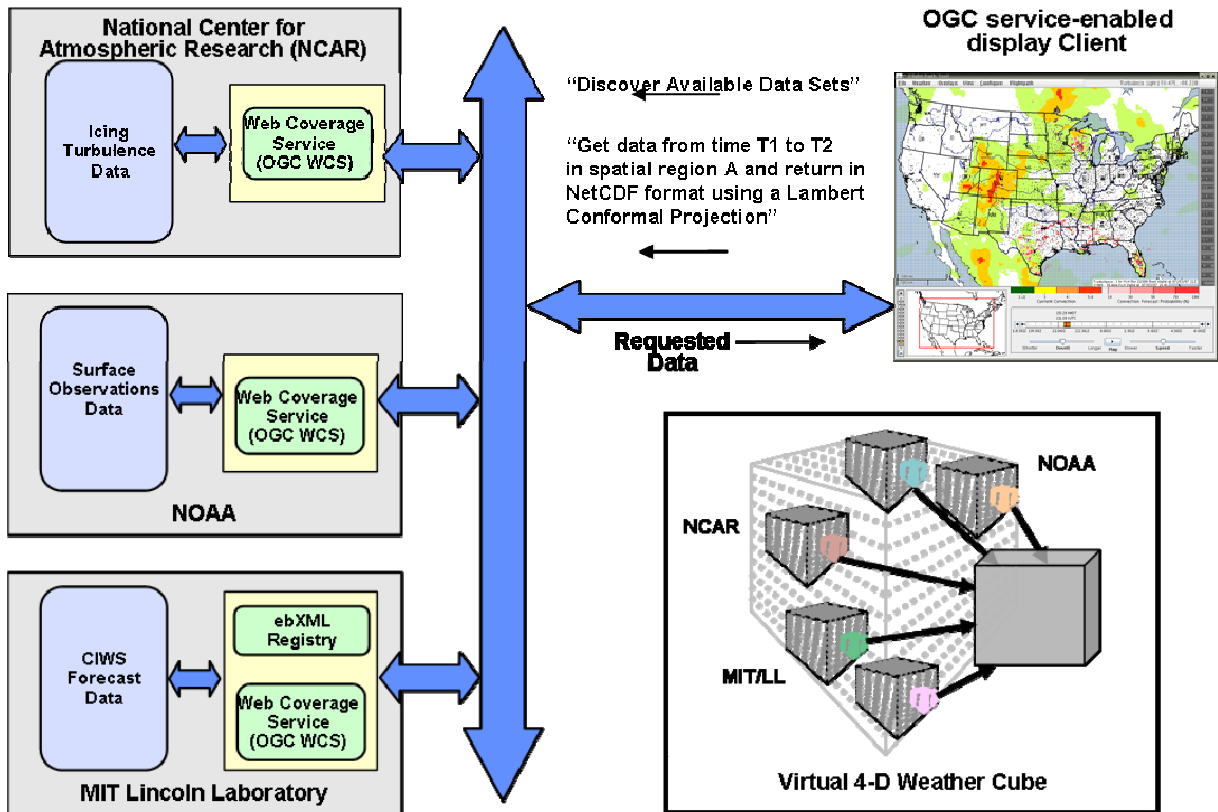 National Center for
Atmospheric Research (NCAR)
Icing
Turbulence
Data
Web Coverage
Service
(OGC WCS)
Surface
Observations
Data
Web Coverage
Service
(OGC WCS)
NOAA
CIWS
Forecast
Data
ebXML
Registry
Web Coverage
Service
(OGC WCS)
MIT Lincoln Laboratory
“Discover Available Data Sets”
“Get data from time T1 to T2
in spatial region A and return in
NetCDF format using a Lambert
Conformal Projection”
Requested
Data
OGC service-enabled
display Client
NOAA
NCAR
MIT/LL
Virtual 4-D Weather Cube